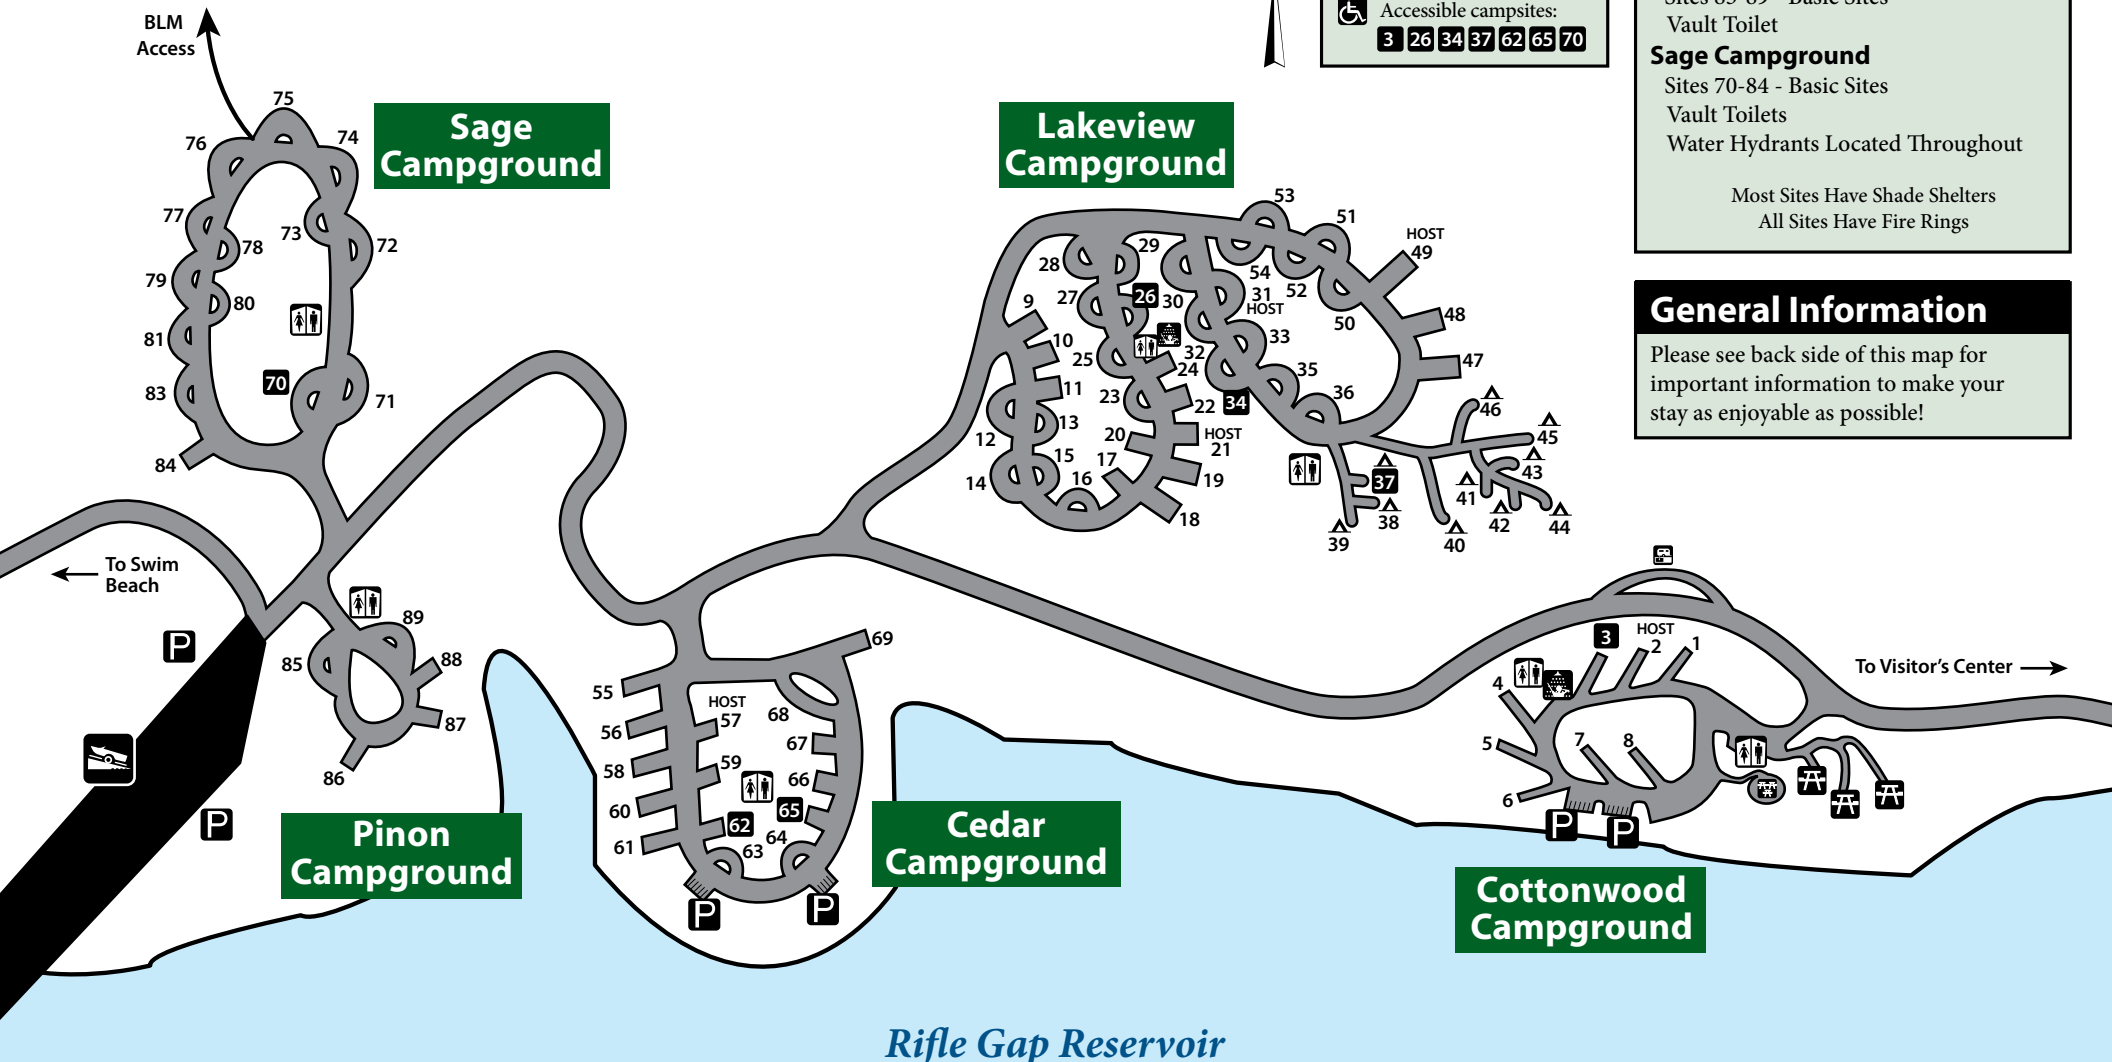 BLM
Access
Accessible campsites:
3 26 34 37 62 65 70
Sites 85-89 - Basic Sites
Vault Toilet
Sage Campground
Sites 70-84 - Basic Sites
Vault Toilets
Water Hydrants Located Throughout
Most Sites Have Shade Shelters
All Sites Have Fire Rings
General Information
Please see back side of this map for
important information to make your
stay as enjoyable as possible!
Sage
Campground
75
76
74
77
73
78
72
79
80
81
70
83
71
84
Lakeview
Campground
53
51
HOST
49
29
28
54
52
27
26
30
31
HOST
9
50
48
10
33
25
32
24
47
35
11
23
22
34
36
46
13
12
20
HOST
21
45
15
17
43
14
16
19
37
41
18
38
42
44
39
40
To Swim
Beach
P
89
85
88
87
86
P
Pinon
Campground
69
55
HOST
57
68
56
67
59
58
66
60
62
65
61
63
64
P
P
Cedar
Campground
3
HOST
2
1
To Visitor's Center
4
5
7
8
6
P
P
Cottonwood
Campground
Rifle Gap Reservoir